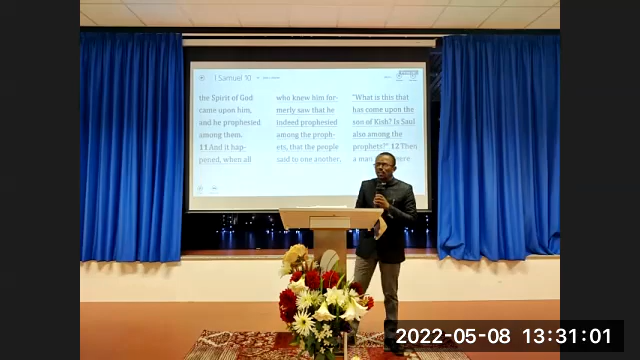 I Samuel 10
the Spirit of God
came upon him,
and he prophesied
among them.
11 And it hap-
pened, when all
who knew him for-
merly saw that he
indeed prophesied
among the proph-
ets, that the people
said to one another,
"What is this that
has come upon the
son of Kish? Is Saul
also among the
prophets?" 12 Then
a man
2022-05-08 13:31:01